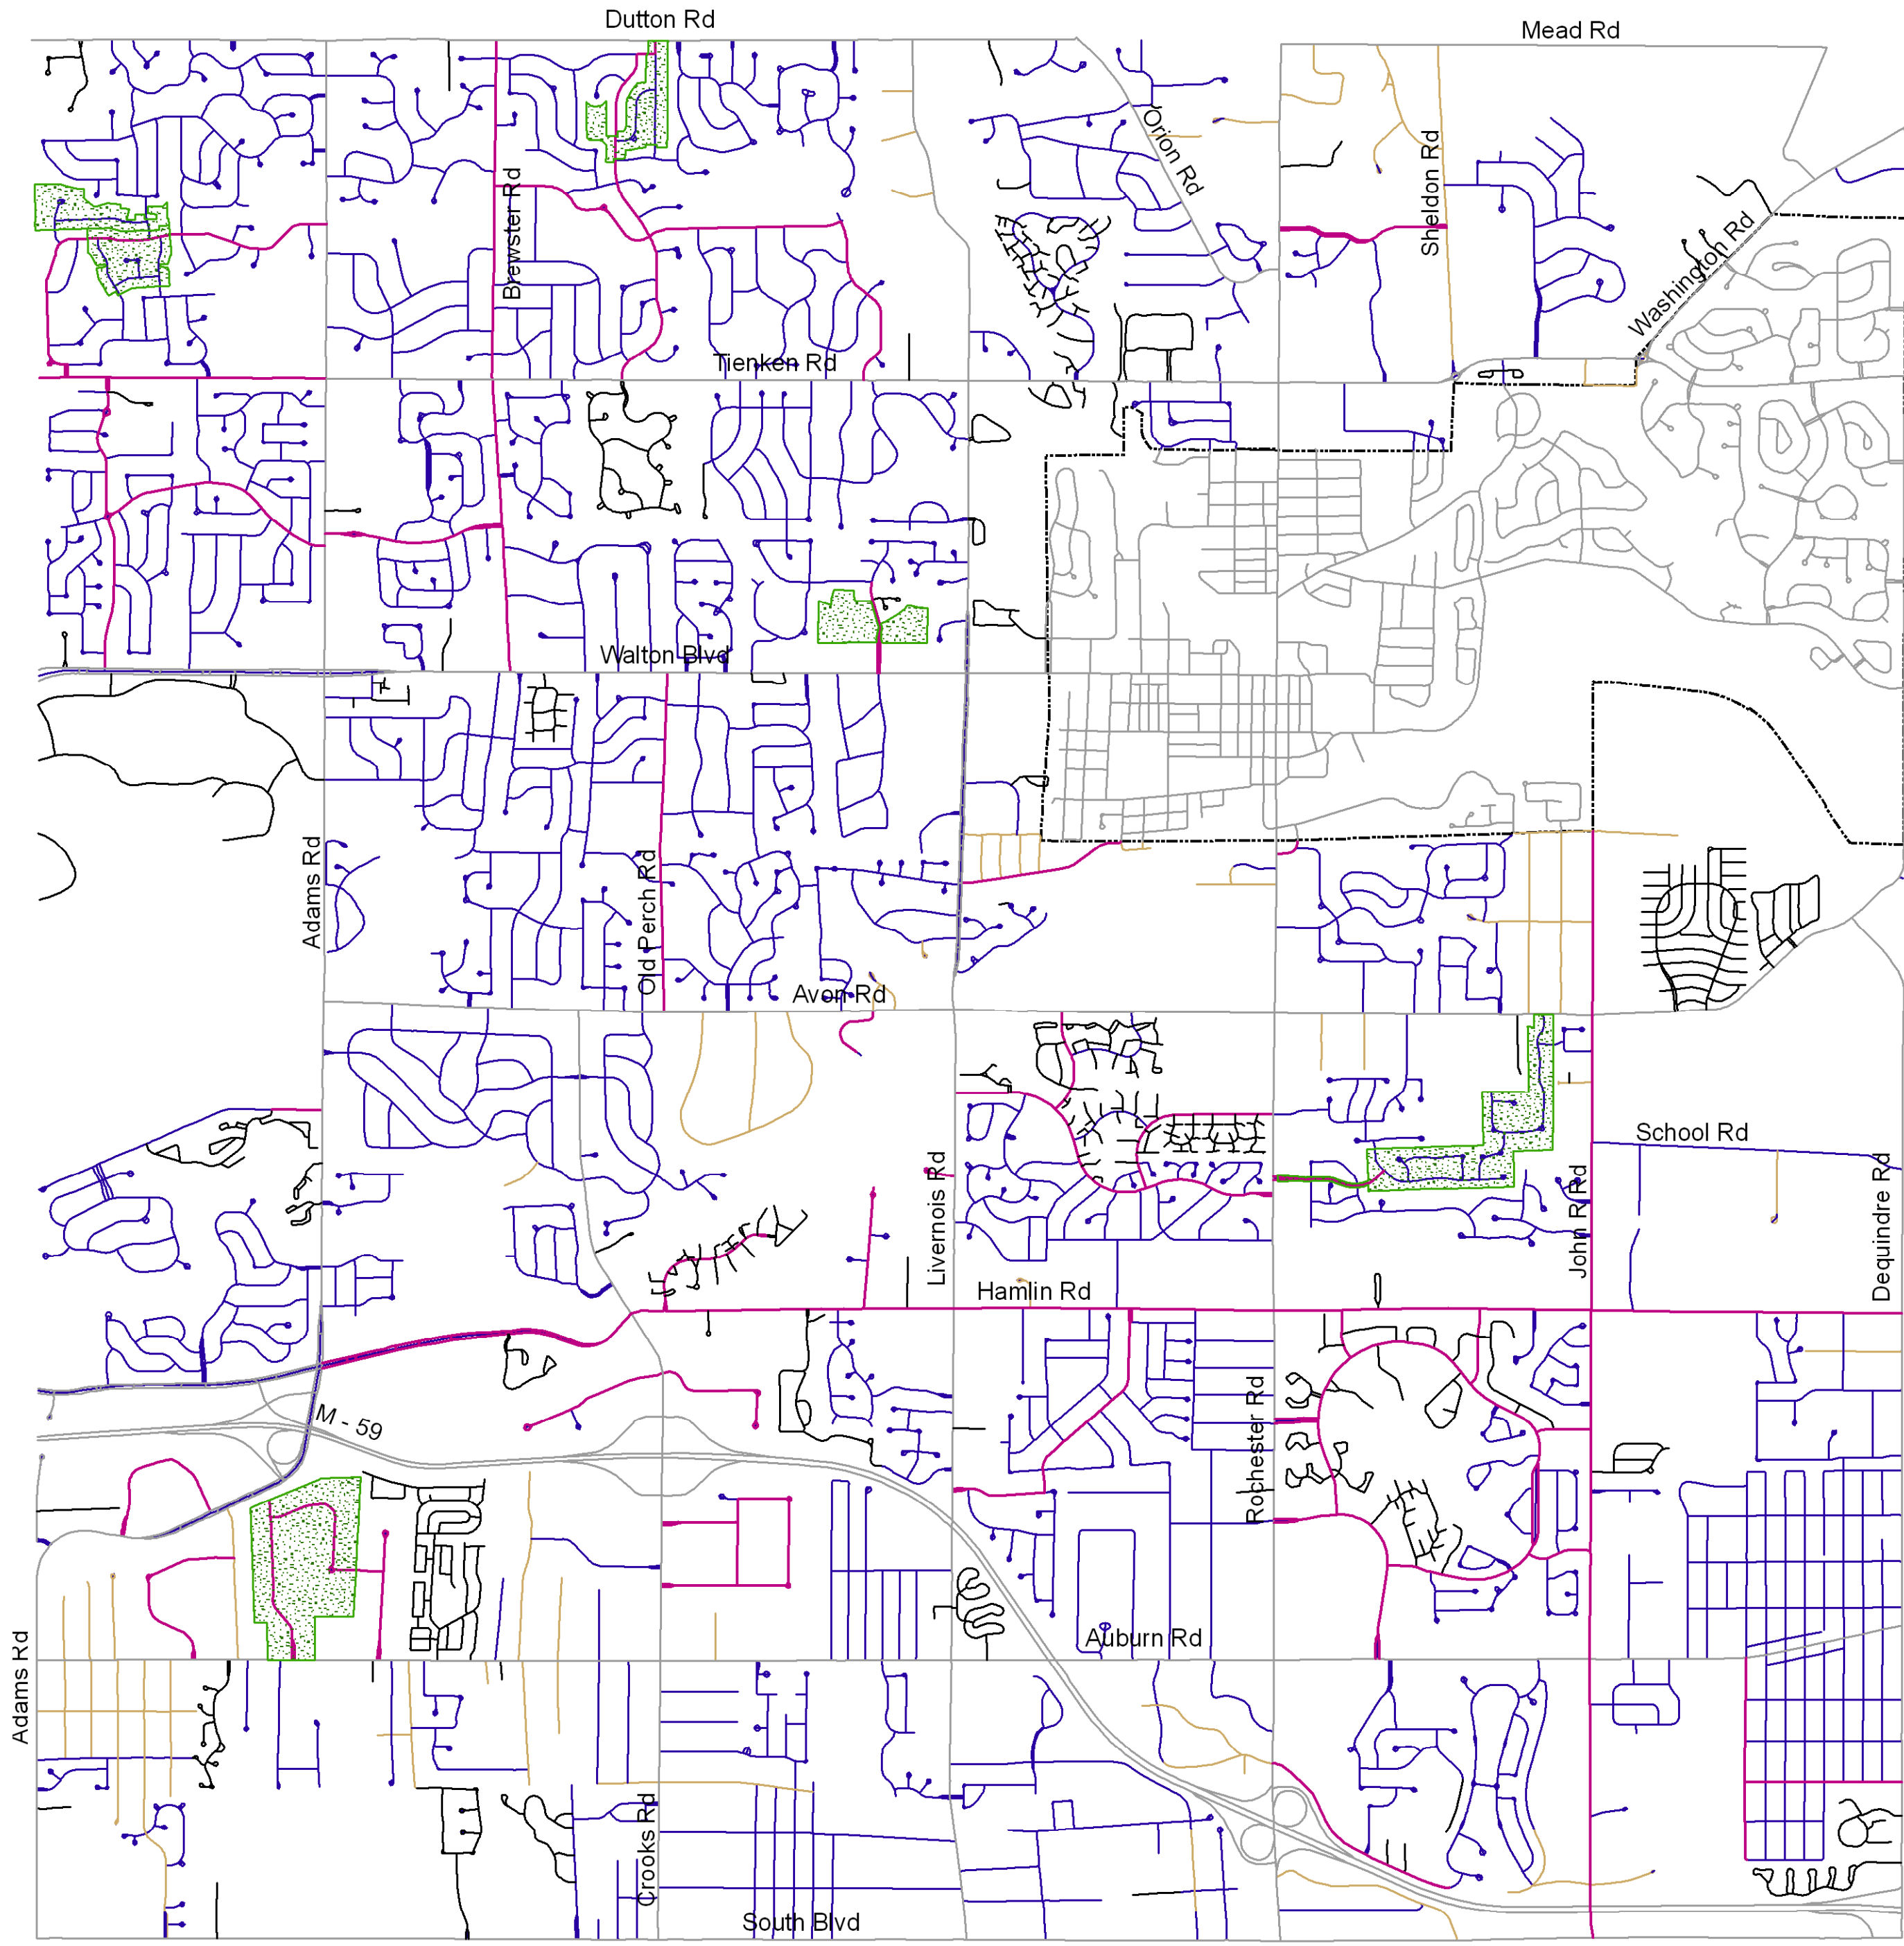 Dutton Rd
Mead Rd
Orion Rd
Sheldon Rd
Brewster Rd
Washington Rd
Tienken Rd
Walton Blvd
Adams Rd
Old Perch Rd
Avon Rd
School Rd
Livernois Rd
John R Rd
Dequindre Rd
Hamlin Rd
M - 59
Rochester Rd
Auburn Rd
Adams Rd
Crooks Rd
South Blvd